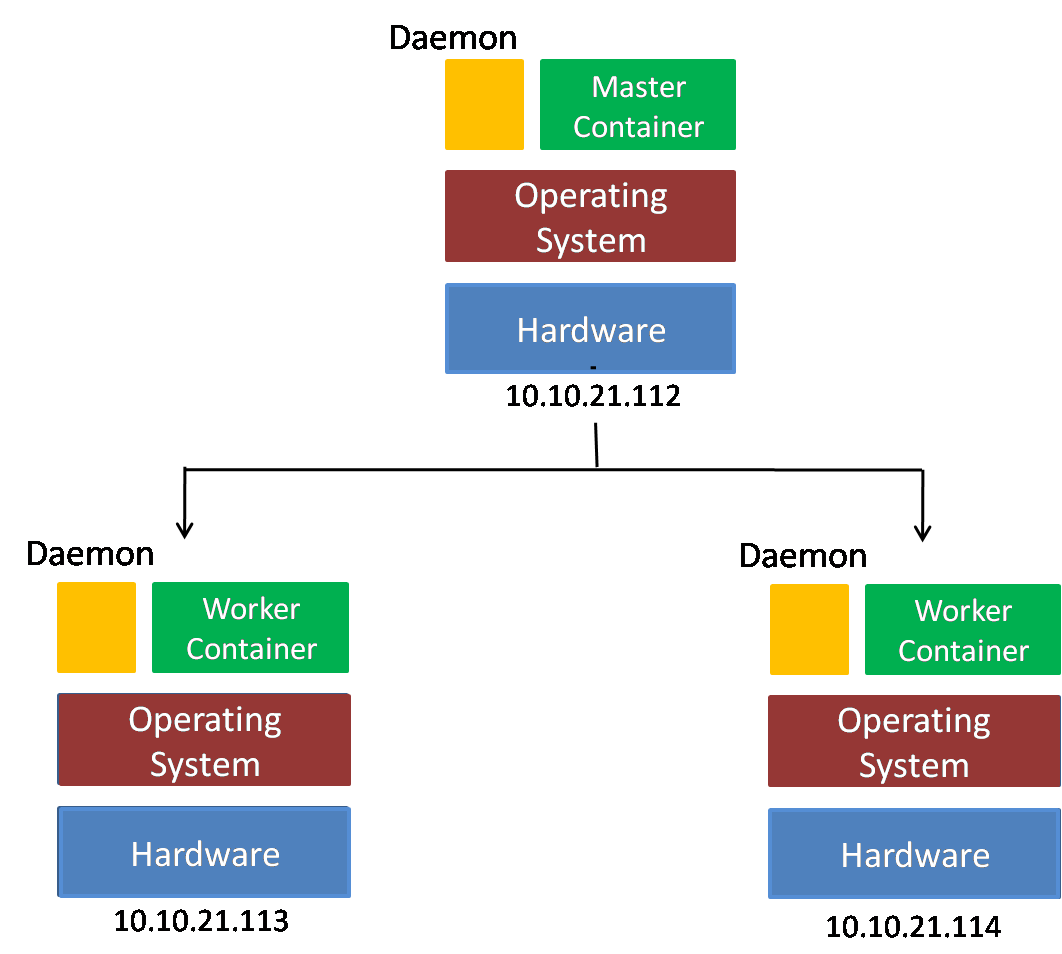 Daemon
Master
Container
Operating
System
Hardware
10.10.21.112
Daemon
Worker
Container
Operating
System
Hardware
10.10.21.113
Daemon
Worker
Container
Operating
System
Hardware
10.10.21.114